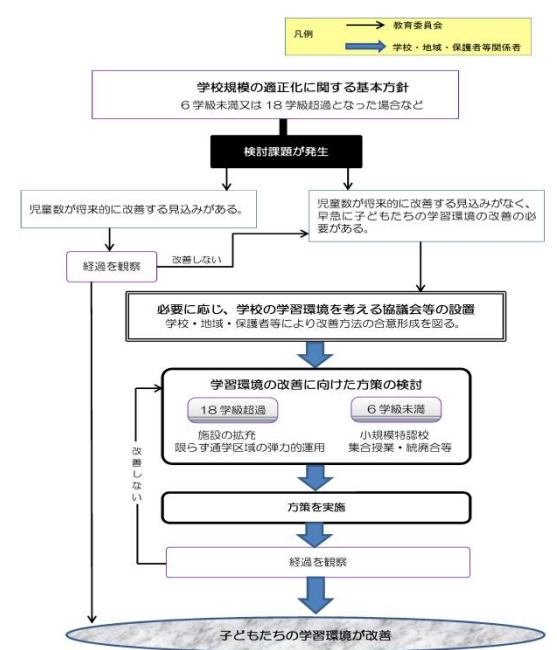 凡例
教育委員会
学校・地域・保護者等関係者
学校規模の適正化に関する基本方針
6学級未満又は18学級超過となった場合など
検討課題が発生
児童数が将来的に改善する見込みがある。
児童数が将来的に改善する見込みがなく、
早急に子どもたちの学習環境の改善の必
要がある。
経過を観察
改善しない
必要に応じ、学校の学習環境を考える協議会等の設置
学校・地域・保護者等により改善方法の合意形成を図る。
学習環境の改善に向けた方策の検討
18学級超過
6学級未満
施設の拡充
限らず通学区域の弾力的運用
小規模特認校
集合授業・統廃合等
改善しない
方策を実施
経過を観察
子どもたちの学習環境が改善